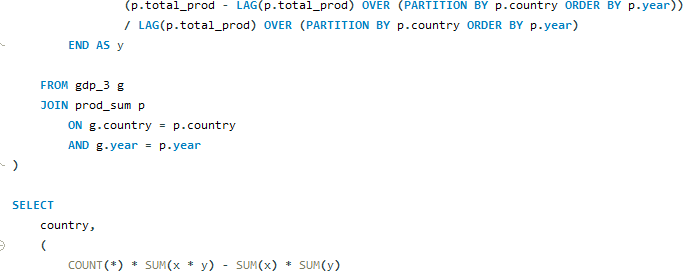 (p.total_prod - LAG(p.total_prod) OVER (PARTITION BY p.country ORDER BY p.year))
/ LAG(p.total_prod) OVER (PARTITION BY p.country ORDER BY p.year)
END AS y
FROM gdp_3 g
JOIN prod_sum p
ON g.country = p.country
AND g.year = p.year
)
SELECT
country,
(
COUNT(*) * SUM(x * y) - SUM(x) * SUM(y)